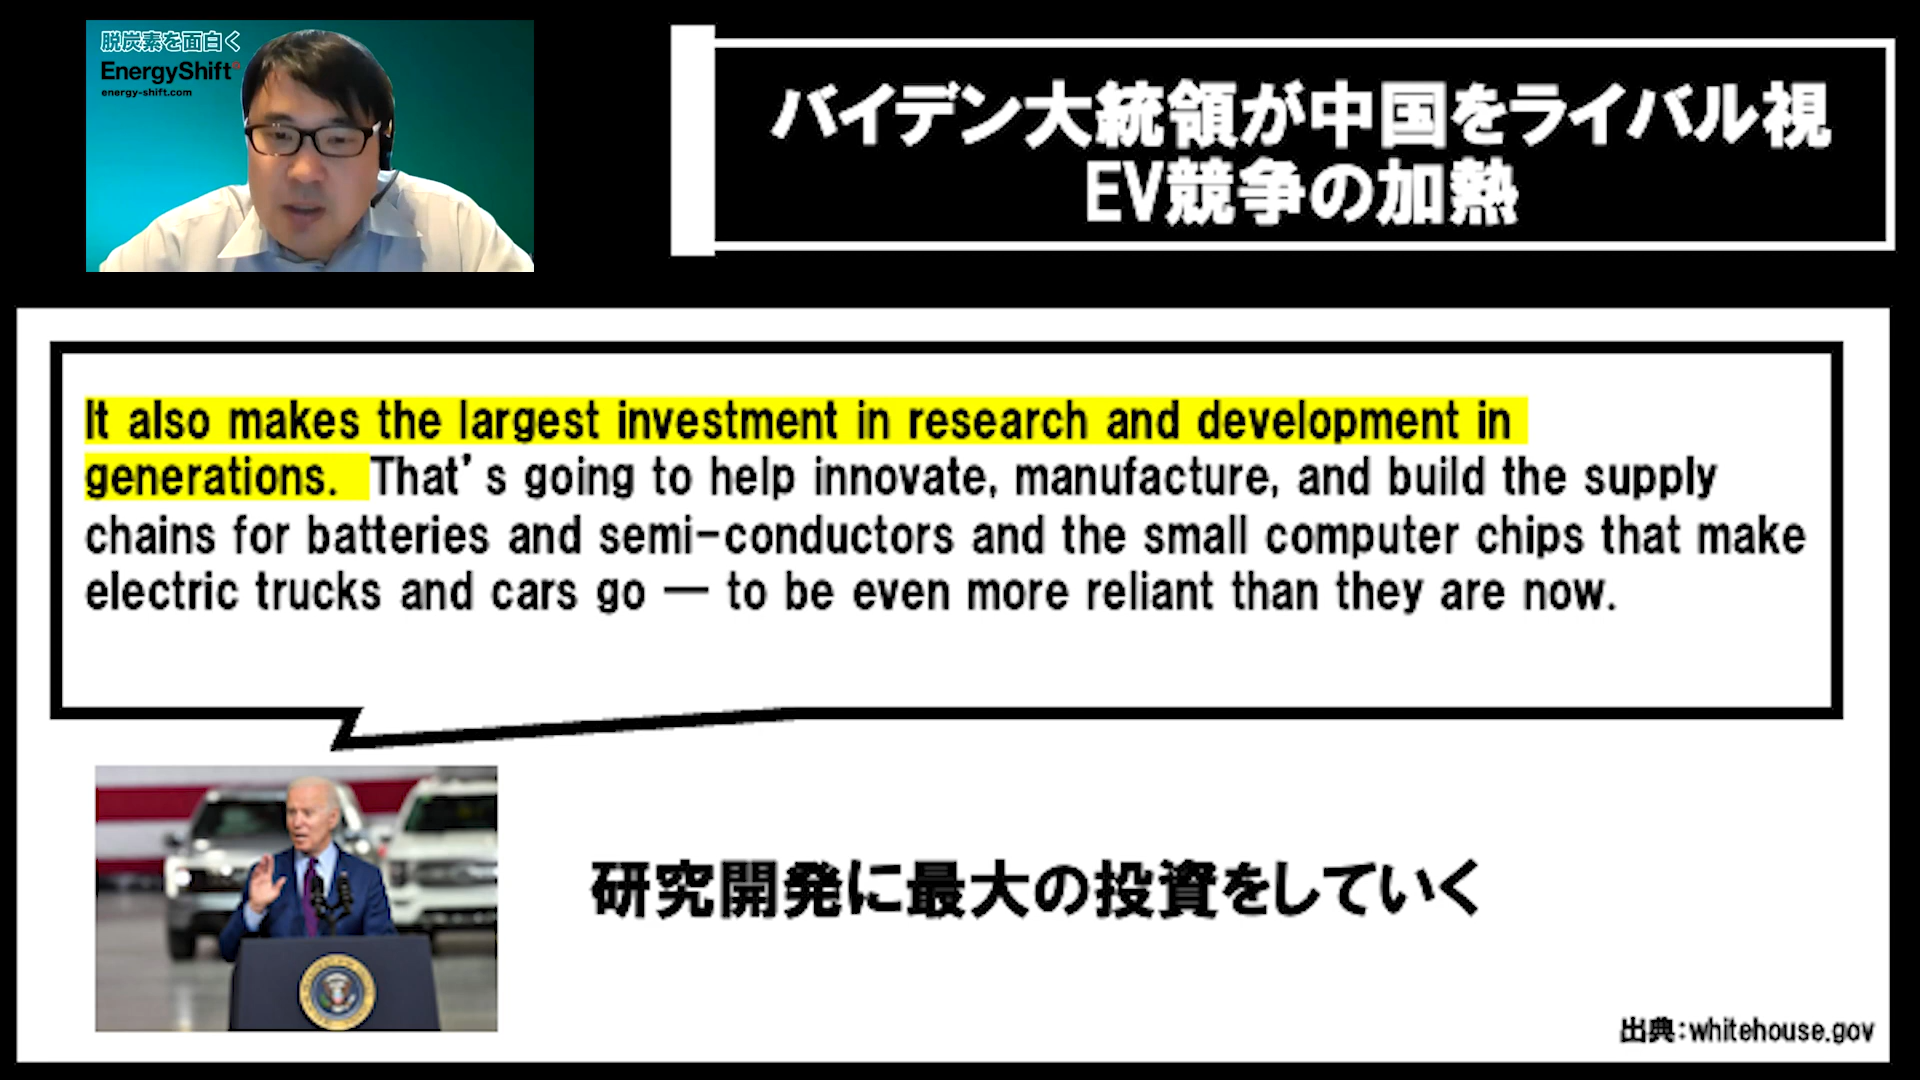 脱炭素を面白く
EnergyShift
energy-shift.com
バイデン大統領が中国をライバル視
EV競争の加熱
It also makes the largest investment in research and development in
generations. That’s going to help innovate, manufacture, and build the supply
chains for batteries and semi-conductors and the small computer chips that make
electric trucks and cars go — to be even more reliant than they are now.
研究開発に最大の投資をしていく
出典：whitehouse.gov